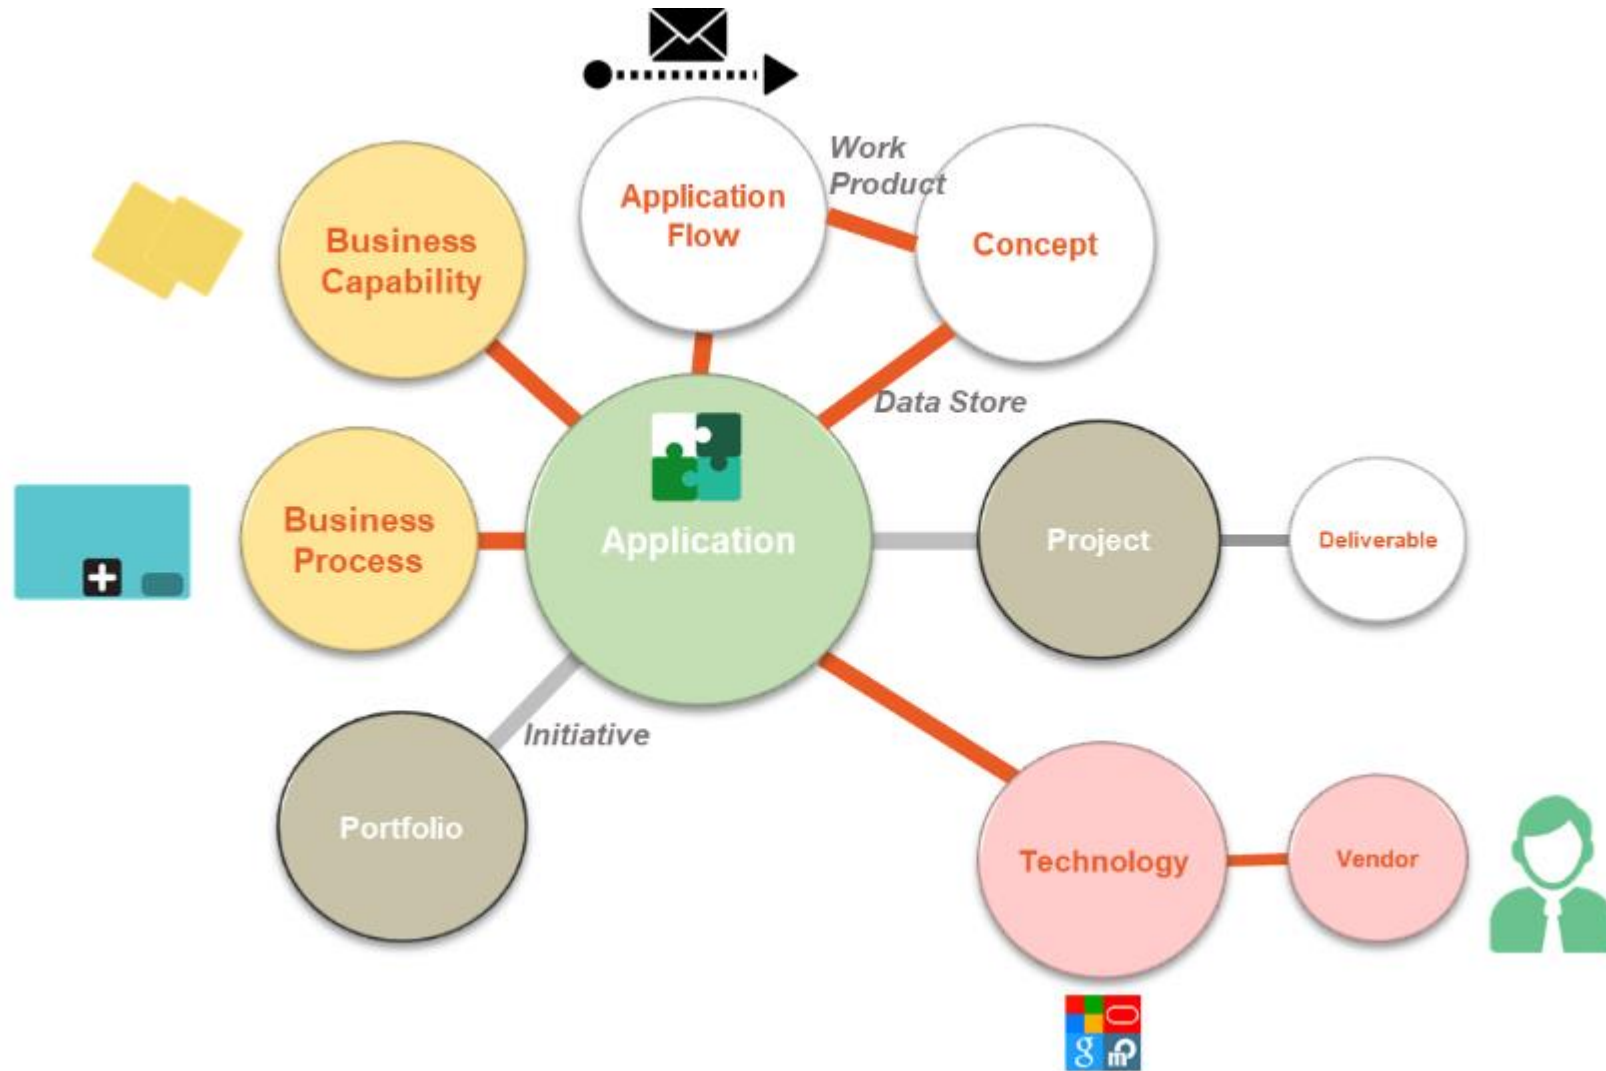 Work
Product
Application
Flow
Business
Capability
Concept
Data Store
Business
Process
Application
Project
Deliverable
Initiative
Portfolio
Technology
Vendor
g